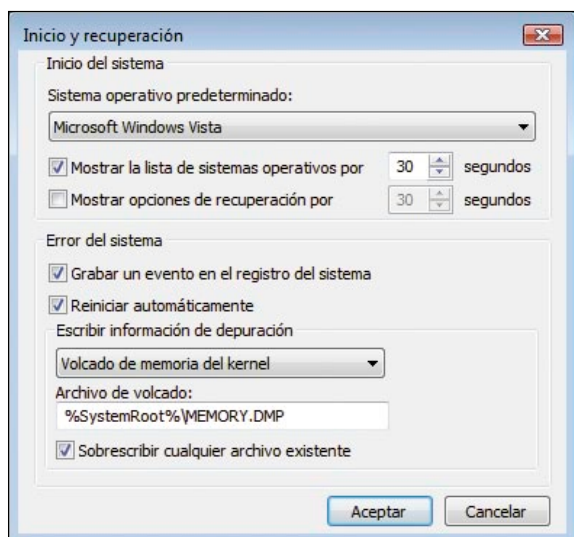 Inicio y recuperación
Inicio del sistema
Sistema operativo predeterminado:
Microsoft Windows Vista
Mostrar la lista de sistemas operativos por 30 segundos
Mostrar opciones de recuperación por 30 segundos
Error del sistema
Grabar un evento en el registro del sistema
Reiniciar automáticamente
Escribir información de depuración
Volcado de memoria del kernel
Archivo de volcado:
%SystemRoot%\MEMORY.DMP
Sobrescribir cualquier archivo existente
Aceptar Cancelar